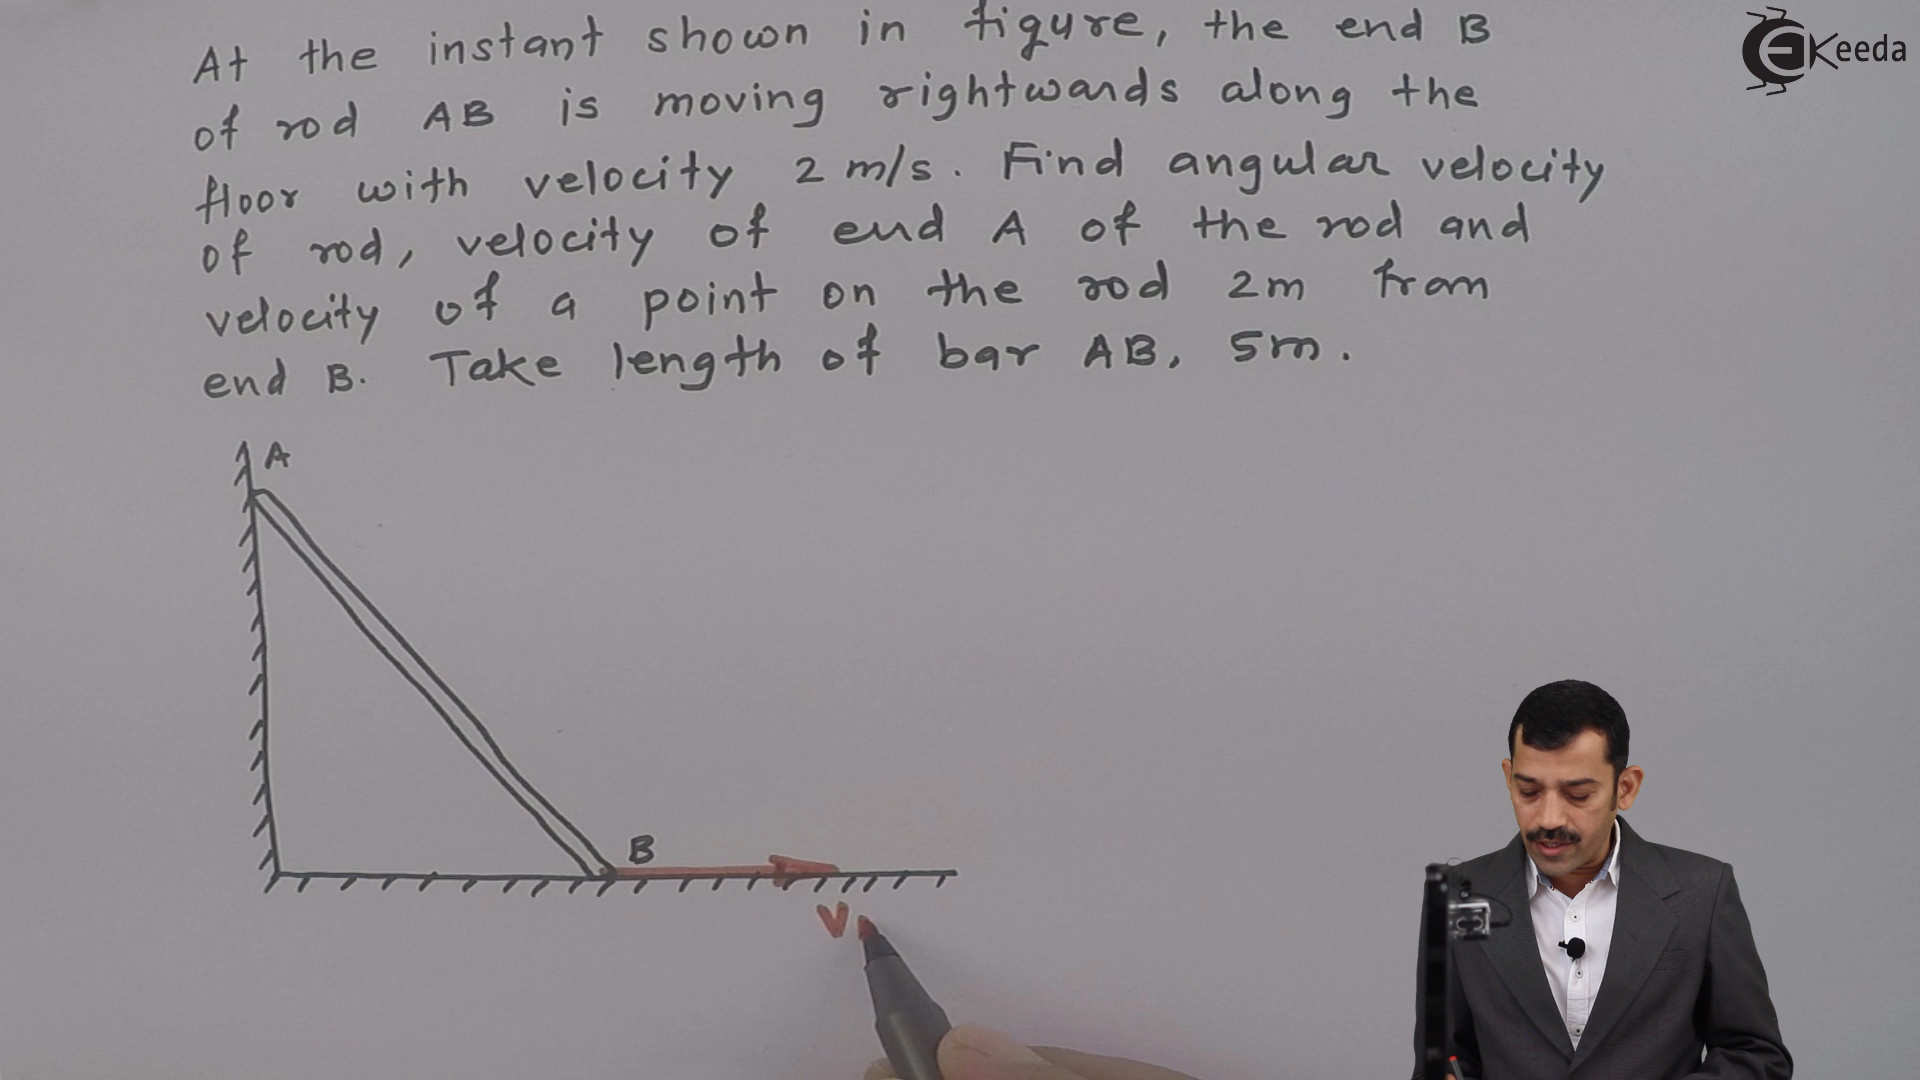 At the instant shown in figure, the end B
of rod AB is moving rightwards along the
floor with velocity 2 m/s. Find angular velocity
of rod, velocity of end A of the rod and
velocity of a point on the rod 2m from
end B. Take length of bar AB, 5m.
A
B
V
EKeeda